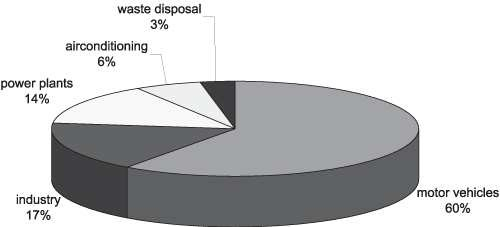 waste disposal
3%
airconditioning
6%
power plants
14%
industry
17%
motor vehicles
60%